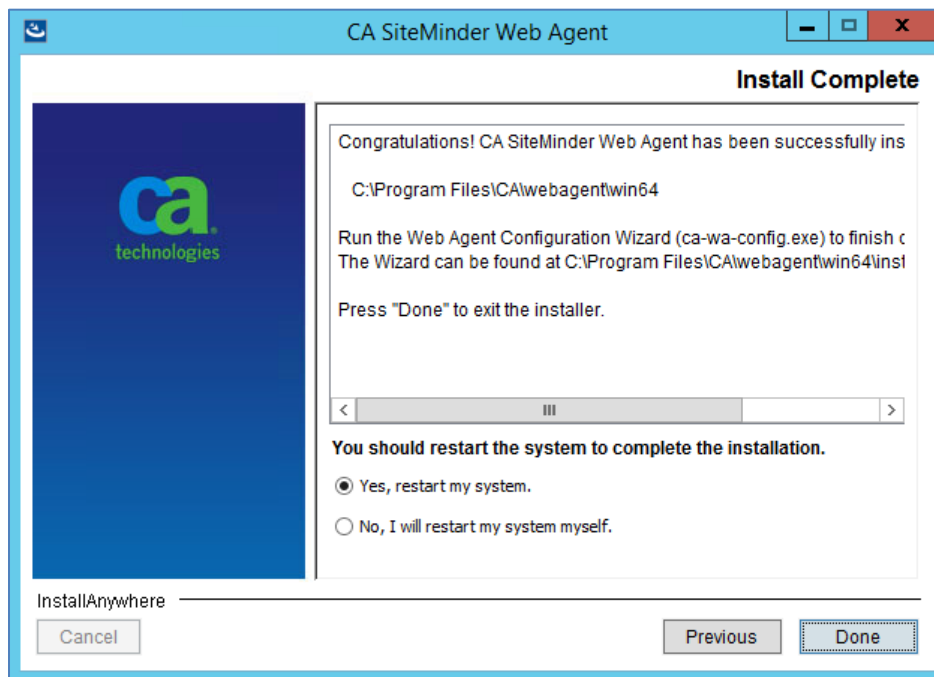 CA SiteMinder Web Agent
Install Complete
ca
technologies
Congratulations! CA SiteMinder Web Agent has been successfully ins
C:\Program Files\CA\webagent\win64
Run the Web Agent Configuration Wizard (ca-wa-config.exe) to finish
The Wizard can be found at C:\Program Files\CA\webagent\win64\inst
Press "Done" to exit the installer.
You should restart the system to complete the installation.
Yes, restart my system.
No, I will restart my system myself.
InstallAnywhere
Cancel
Previous
Done